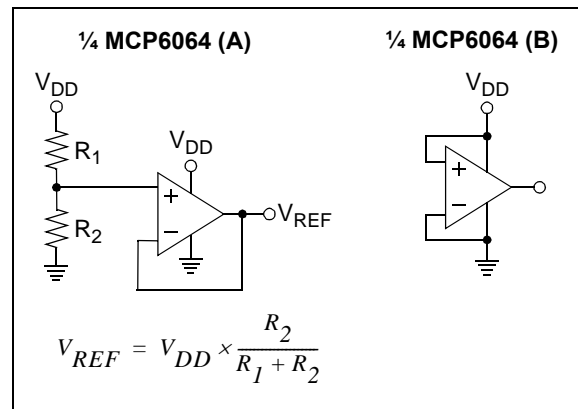 ¼ MCP6064 (A)
¼ MCP6064 (B)
V_DD
R_1
R_2
V_DD
+
–
V_REF
V_DD
+
–
V_REF = V_DD × R_2 / (R_1 + R_2)